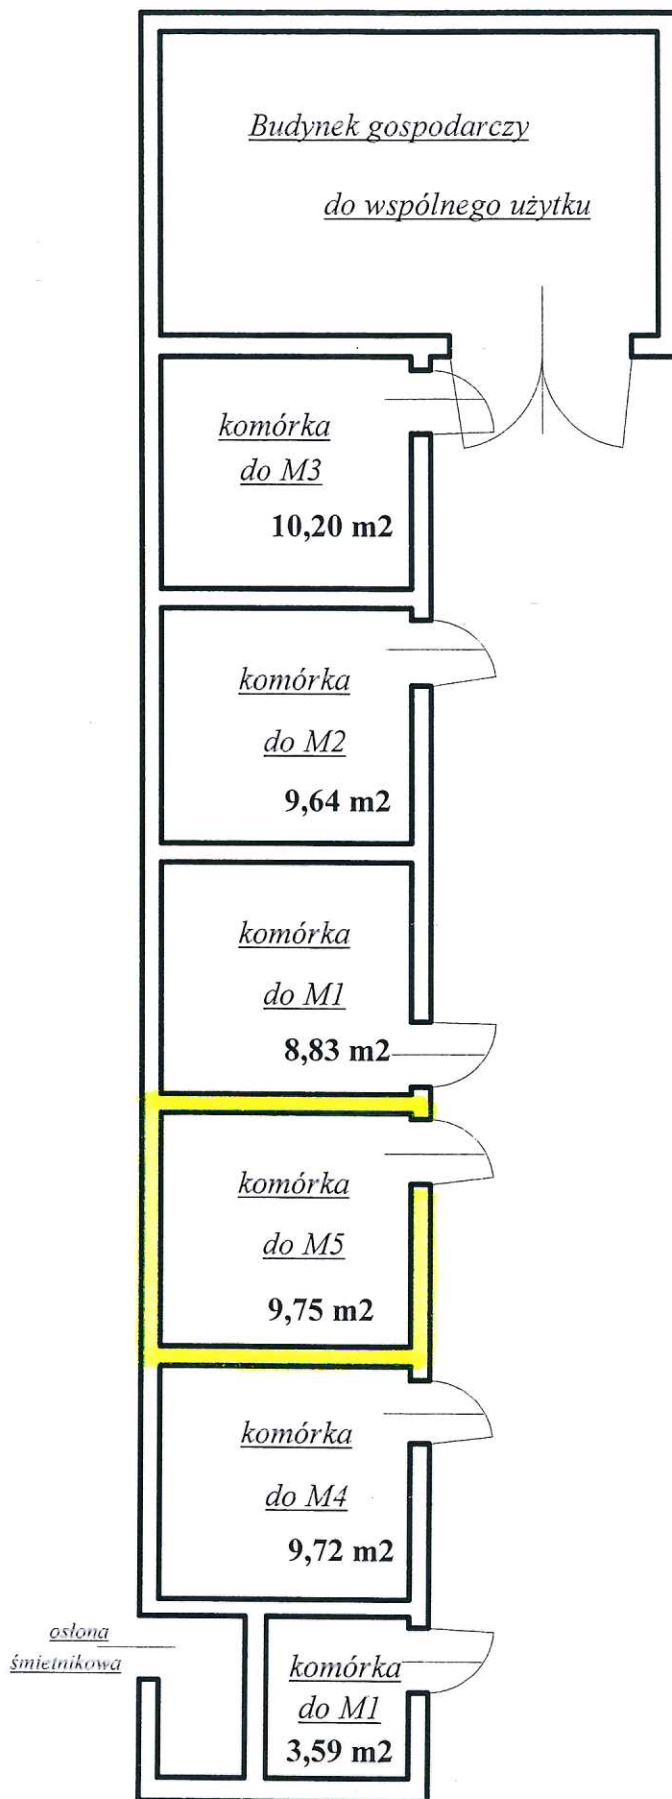 Budynek gospodarczy
do wspólnego użytku
komórka
do M3
10,20 m2
komórka
do M2
9,64 m2
komórka
do M1
8,83 m2
komórka
do M5
9,75 m2
komórka
do M4
9,72 m2
osłona
śmietnikowa
komórka
do M1
3,59 m2